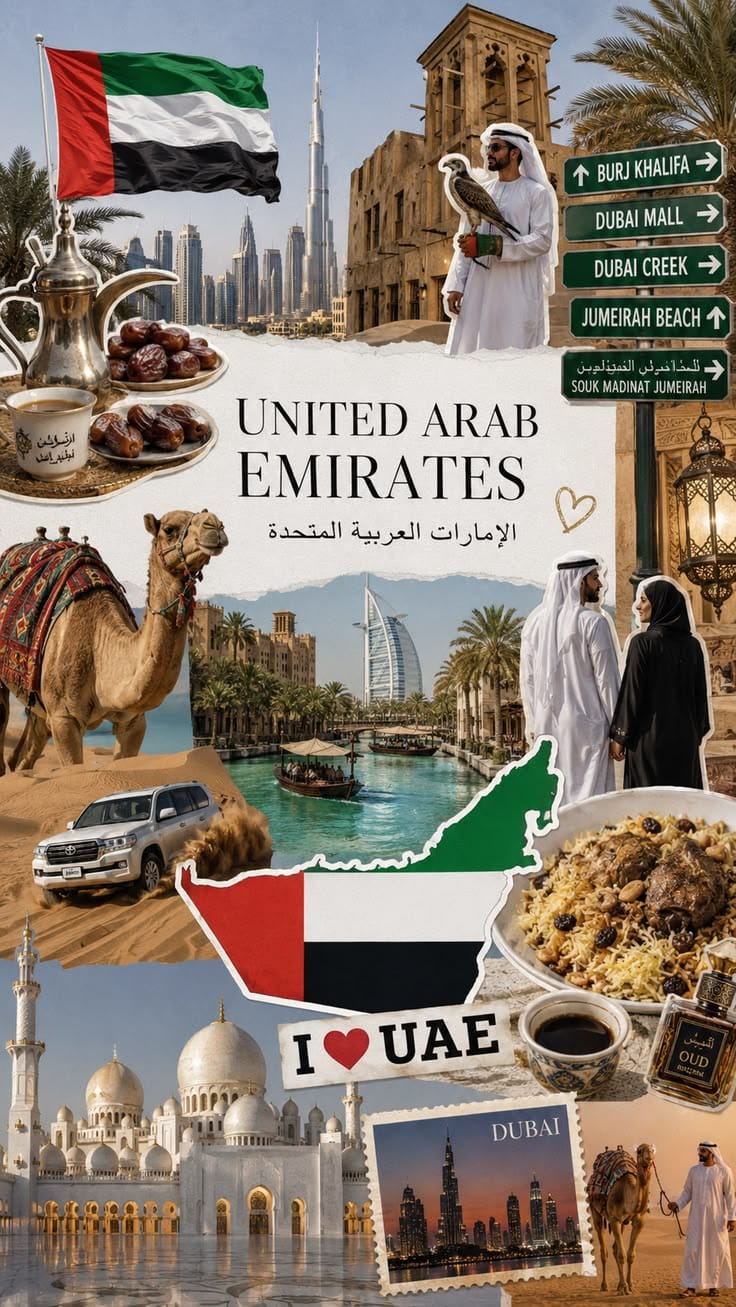 BURJ KHALIFA
DUBAI MALL
DUBAI CREEK
JUMEIRAH BEACH
SOUK MADINAT JUMEIRAH
UNITED ARAB
EMIRATES
الإمارات العربية المتحدة
I ❤ UAE
OUD
DUBAI